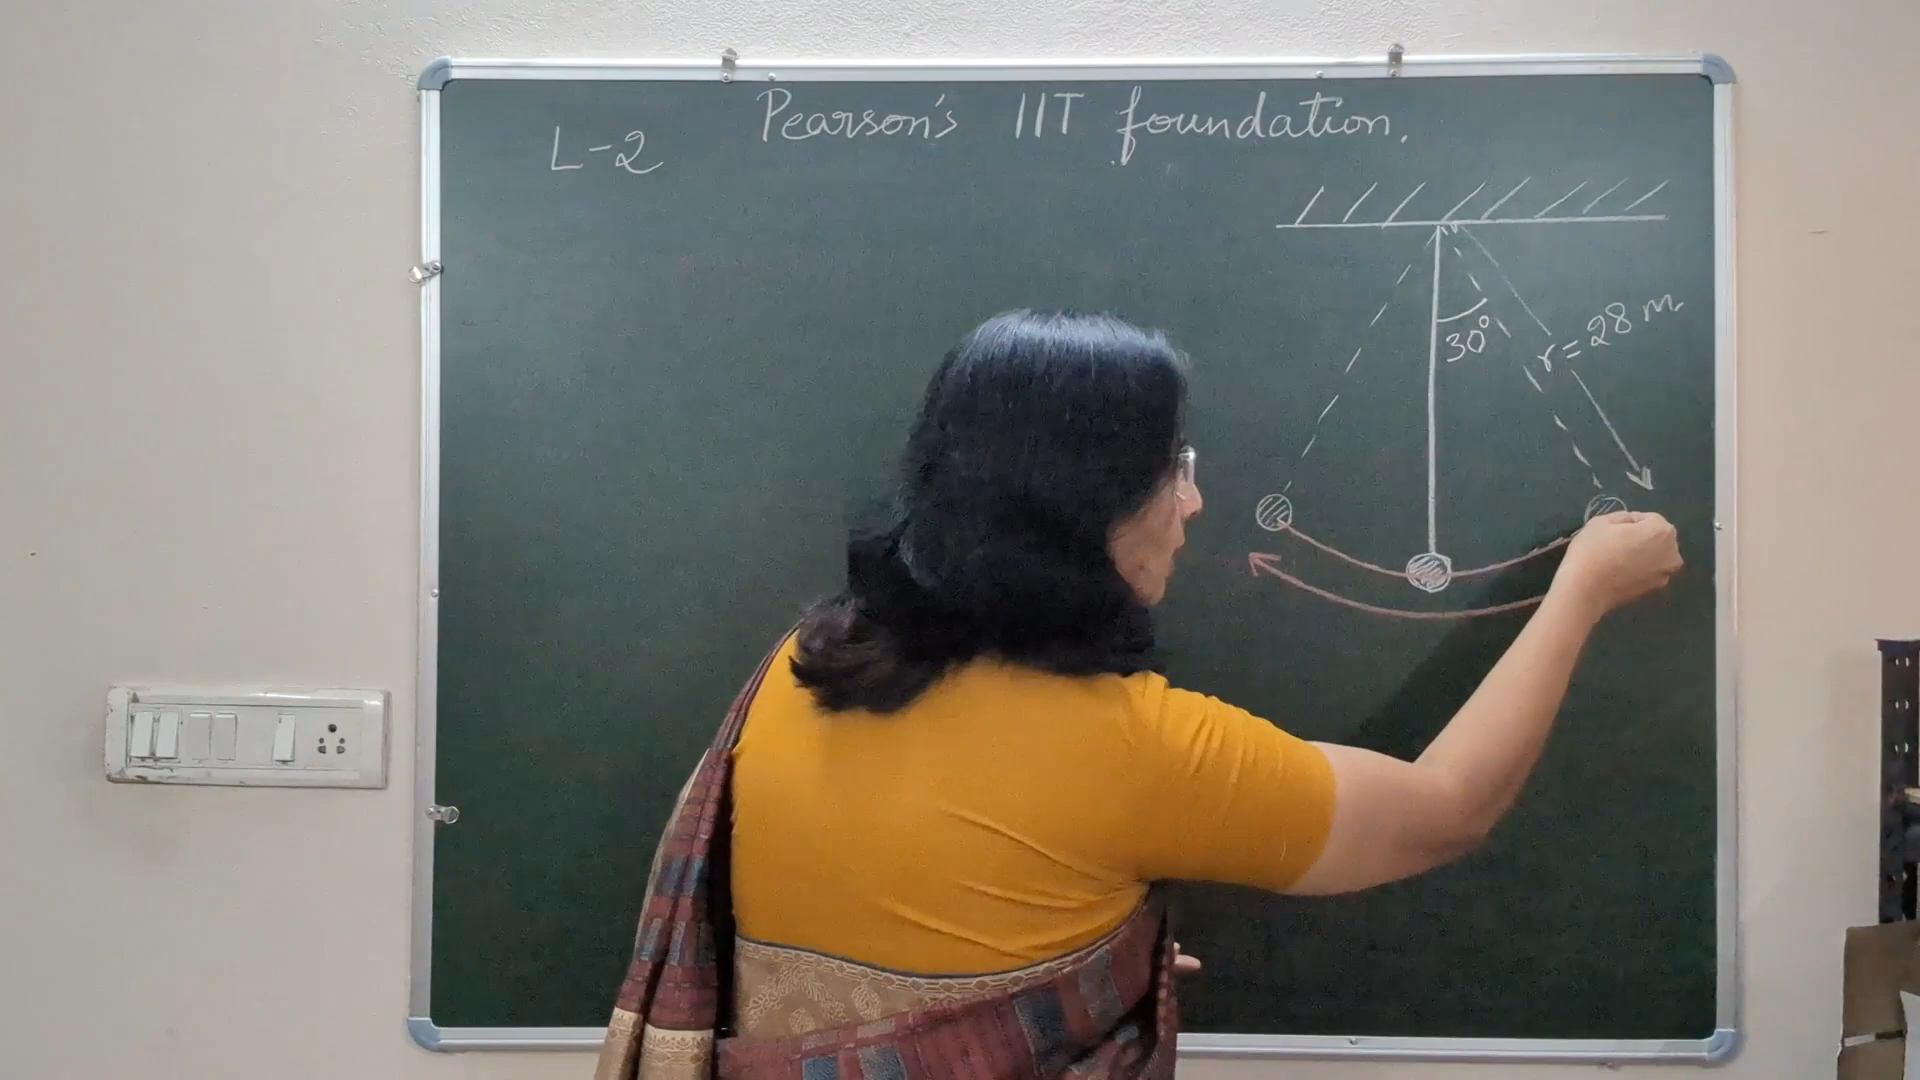 Pearson's IIT foundation.
L-2
30°
r = 28 m